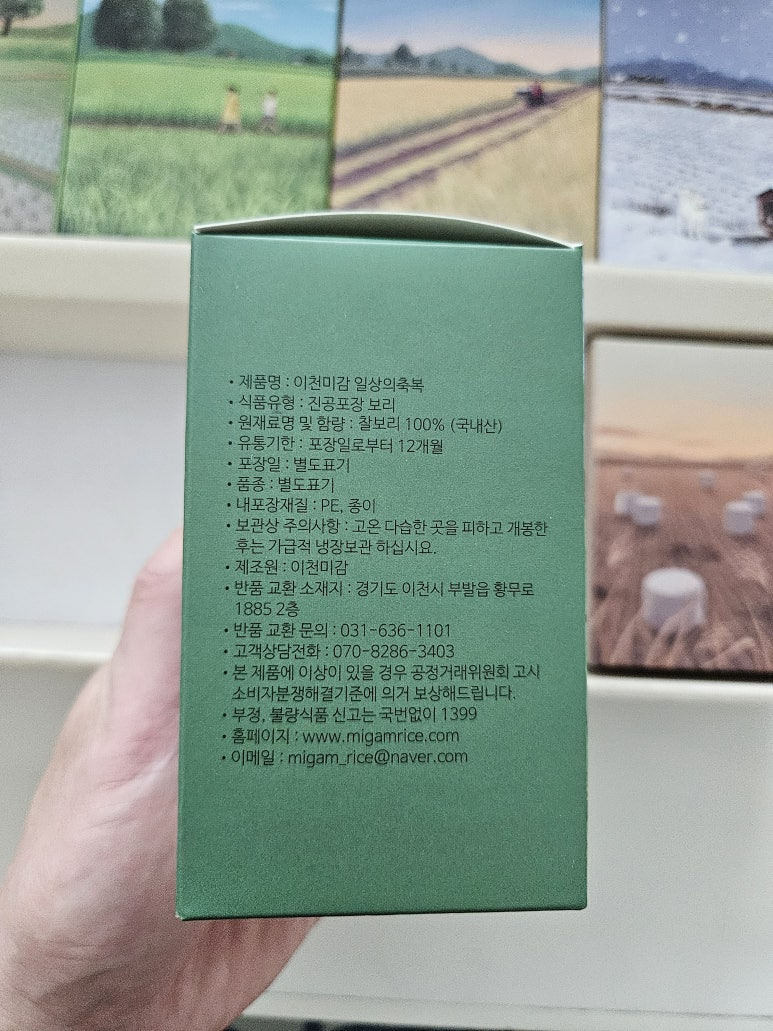 • 제품명 : 이천미감 일상의축복
• 식품유형 : 진공포장 보리
• 원재료명 및 함량 : 찰보리 100% (국내산)
• 유통기한 : 포장일로부터 12개월
• 포장일 : 별도표기
• 품종 : 별도표기
• 내포장재질 : PE, 종이
• 보관상 주의사항 : 고온 다습한 곳을 피하고 개봉한
후는 가급적 냉장보관 하십시요.
• 제조원 : 이천미감
• 반품 교환 소재지 : 경기도 이천시 부발읍 황무로
1885 2층
• 반품 교환 문의 : 031-636-1101
• 고객상담전화 : 070-8286-3403
• 본 제품에 이상이 있을 경우 공정거래위원회 고시
소비자분쟁해결기준에 의거 보상해드립니다.
• 부정, 불량식품 신고는 국번없이 1399
• 홈페이지 : www.migamrice.com
• 이메일 : migam_rice@naver.com